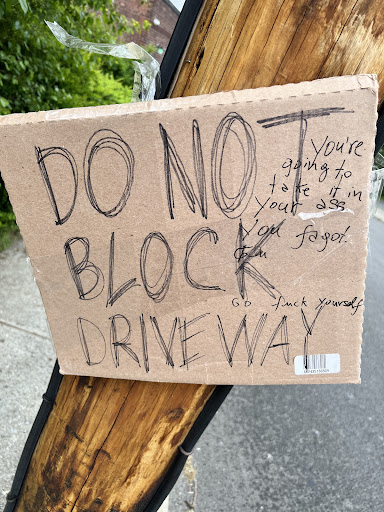 DO NOT
BLOCK
DRIVEWAY
You're
going to
take it in
your ass
You fagot.
Go fuck yourself